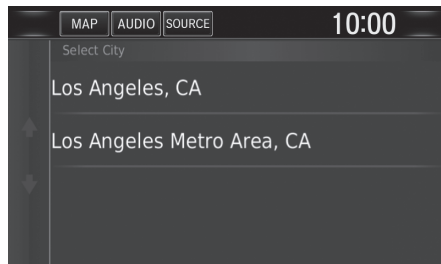 MAP AUDIO SOURCE 10:00
Select City
Los Angeles, CA
Los Angeles Metro Area, CA